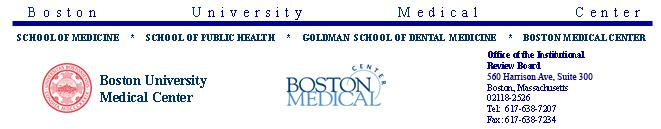 Boston University Medical Center
SCHOOL OF MEDICINE * SCHOOL OF PUBLIC HEALTH * GOLDMAN SCHOOL OF DENTAL MEDICINE * BOSTON MEDICAL CENTER
Office of the Institutional
Review Board
560 Harrison Ave, Suite 300
Boston, Massachusetts
02118-2526
Tel: 617-638-7207
Fax: 617-638-7234
Boston University
Medical Center
BOSTON
MEDICAL
CENTER